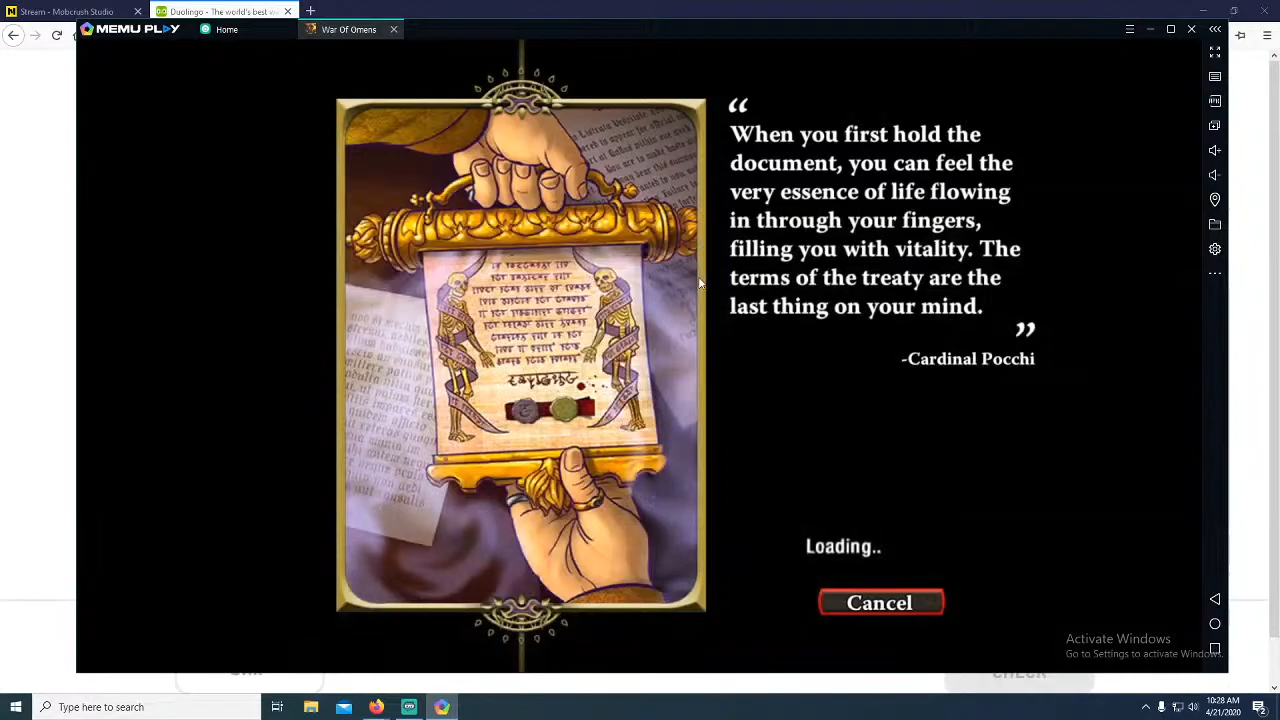 Stream - Mobcrush Studio
Duolingo - The world's best w
MEMU PLAY
Home
War Of Omens
“
When you first hold the
document, you can feel the
very essence of life flowing
in through your fingers,
filling you with vitality. The
terms of the treaty are the
last thing on your mind.
”
-Cardinal Pocchi
Loading..
Cancel
Activate Windows
Go to Settings to activate Windows.
CHECK
Type here to search
10:28 AM
4/21/2020
2